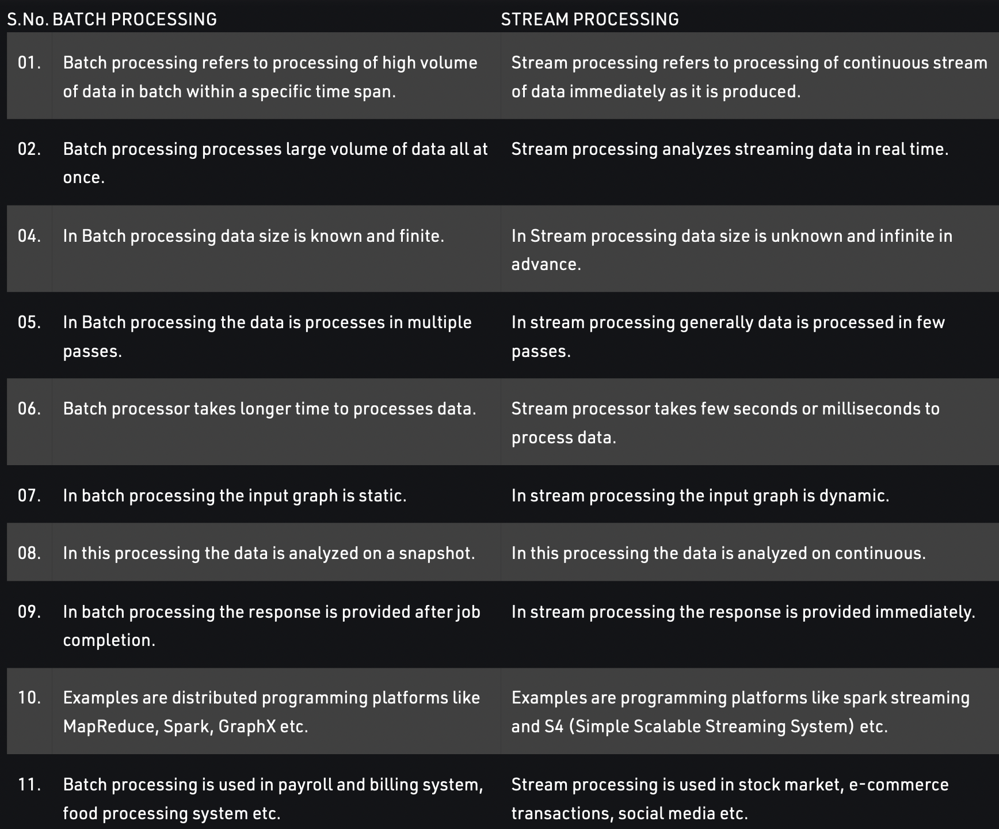 S.No. BATCH PROCESSING STREAM PROCESSING
01. Batch processing refers to processing of high volume
of data in batch within a specific time span.
Stream processing refers to processing of continuous stream
of data immediately as it is produced.
02. Batch processing processes large volume of data all at
once.
Stream processing analyzes streaming data in real time.
04. In Batch processing data size is known and finite.
In Stream processing data size is unknown and infinite in
advance.
05. In Batch processing the data is processes in multiple
passes.
In stream processing generally data is processed in few
passes.
06. Batch processor takes longer time to processes data.
Stream processor takes few seconds or milliseconds to
process data.
07. In batch processing the input graph is static.
In stream processing the input graph is dynamic.
08. In this processing the data is analyzed on a snapshot.
In this processing the data is analyzed on continuous.
09. In batch processing the response is provided after job
completion.
In stream processing the response is provided immediately.
10. Examples are distributed programming platforms like
MapReduce, Spark, GraphX etc.
Examples are programming platforms like spark streaming
and S4 (Simple Scalable Streaming System) etc.
11. Batch processing is used in payroll and billing system,
food processing system etc.
Stream processing is used in stock market, e-commerce
transactions, social media etc.